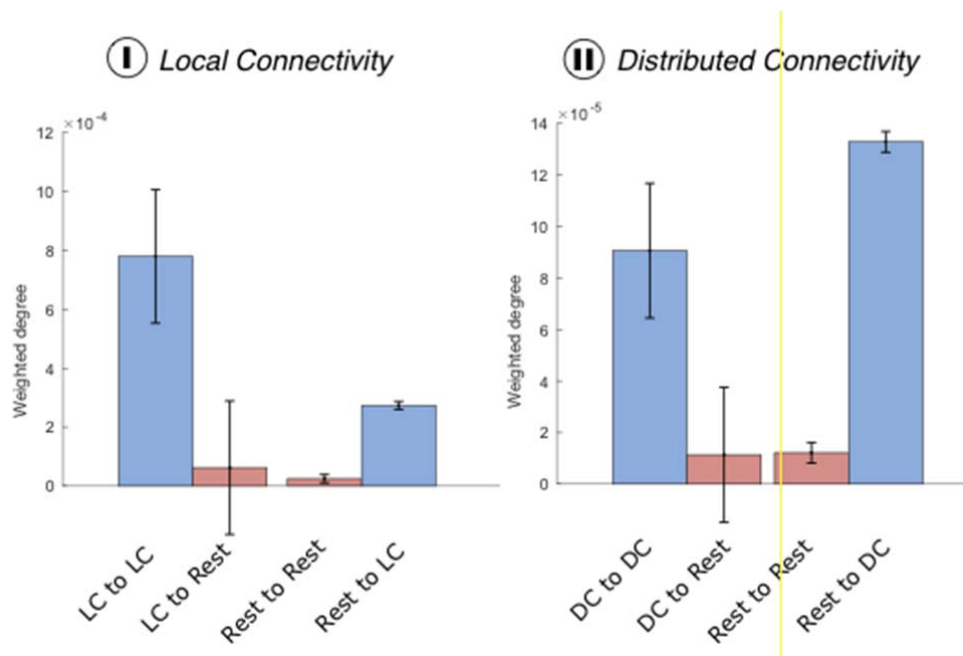 I Local Connectivity
×10 -4
12
10
8
6
4
2
0
Weighted degree
LC to LC
LC to Rest
Rest to Rest
Rest to LC
II Distributed Connectivity
×10 -5
14
12
10
8
6
4
2
0
Weighted degree
DC to DC
DC to Rest
Rest to Rest
Rest to DC